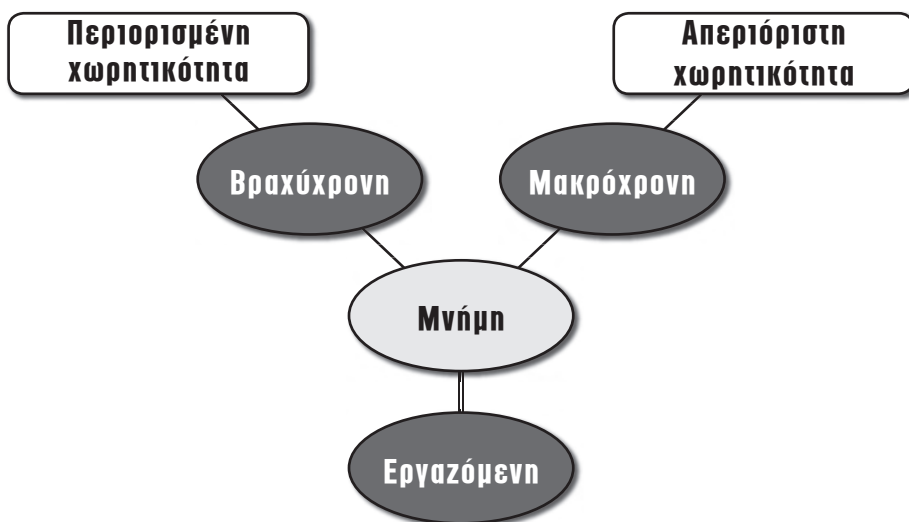 Περιορισμένη
χωρητικότητα
Απεριόριστη
χωρητικότητα
Βραχύχρονη
Μακρόχρονη
Μνήμη
Εργαζόμενη